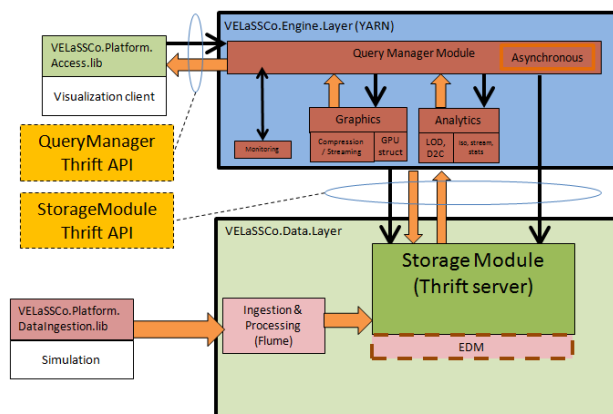 VELaSSCo.Engine.Layer (YARN)
VELaSSCo.Platform.
Access.lib
Visualization client
Query Manager Module
Asynchronous
Graphics
Compression
/ Streaming
GPU
struct
Analytics
LOD,
D2C
Iso, stream,
stats
Monitoring
QueryManager
Thrift API
StorageModule
Thrift API
VELaSSCo.Data.Layer
Storage Module
(Thrift server)
EDM
VELaSSCo.Platform.
DataIngestion.lib
Simulation
Ingestion &
Processing
(Flume)